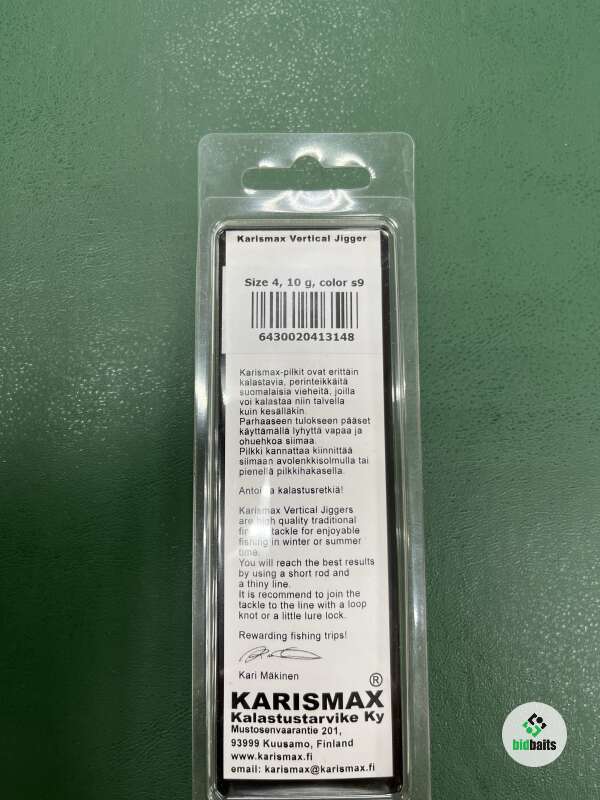 Karismax Vertical Jigger
Size 4, 10 g, color s9
6430020413148
Karismax-pilkit ovat erittäin
kalastavia, perinteikkäitä
suomalaisia vieheitä, joilla
voi kalastaa niin talvella
kuin kesälläkin.
Parhaaseen tulokseen pääset
käyttämällä lyhyttä vapaa ja
ohuehkoa siimaa.
Pilkki kannattaa kiinnittää
siimaan avolenkkisolmulla tai
pienellä pilkkihakasella.
kalastusretkiä!
Karismax Vertical Jiggers
are high quality traditional
tackle for enjoyable
fishing in winter or summer
time.
You will reach the best results
by using a short rod and
a thiny line.
It is recommend to join the
tackle to the line with a loop
knot or a little lure lock.
Rewarding fishing trips!
Kari Mäkinen
KARISMAX®
Kalastustarvike Ky
Mustosenvaarantie 201,
93999 Kuusamo, Finland
www.karismax.fi
email: karismax@karismax.fi
bidbaits